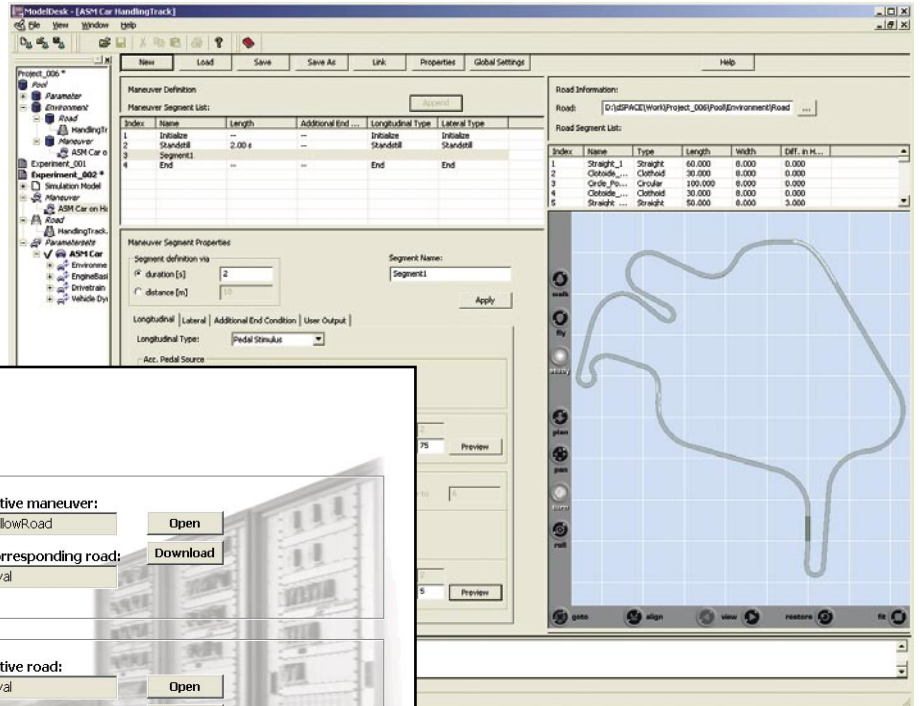 ModelDesk - [ASM Car HandlingTrack]
File View Window Help
New Load Save Save As Link Properties Global Settings Help
Project_006 *
Pool
Parameter
Environment
Road
HandlingTr
Maneuver
ASM Car o
Experiment_001
Experiment_002 *
Simulation Model
Maneuver
ASM Car on Ha
Road
HandlingTrack.
Parametersets
ASM Car
Environme
EngineBasi
Drivetrain
Vehicle Dyn
Maneuver Definition
Maneuver Segment List:
Append
Index Name Length Additional End ... Longitudinal Type Lateral Type
1 Initialize -- -- Initialize Initialize
2 Standstill 2.00 s -- Standstill Standstill
3 Segment1
4 End -- -- End End
Maneuver Segment Properties
Segment definition via
duration [s] 2
distance [m] 10
Segment Name:
Segment1
Apply
Longitudinal Lateral Additional End Condition User Output
Longitudinal Type: Pedal Stimulus
Acc. Pedal Source
2
75 Preview
to 4
5 Preview
Road Information:
Road: D:\dSPACE\Work\Project_006\Pool\Environment\Road ...
Road Segment List:
Index Name Type Length Width Diff. in H...
1 Straight_1 Straight 60.000 8.000 0.000
2 Clotoide_... Clothoid 30.000 8.000 0.000
3 Circle_Po... Circular 100.000 8.000 0.000
4 Clotoide_... Clothoid 30.000 8.000 0.000
5 Straight ... Straight 50.000 8.000 3.000
walk
fly
study
plan
pan
turn
roll
goto align view restore fit
tive maneuver:
llowRoad Open
orresponding road: Download
val
tive road:
val Open